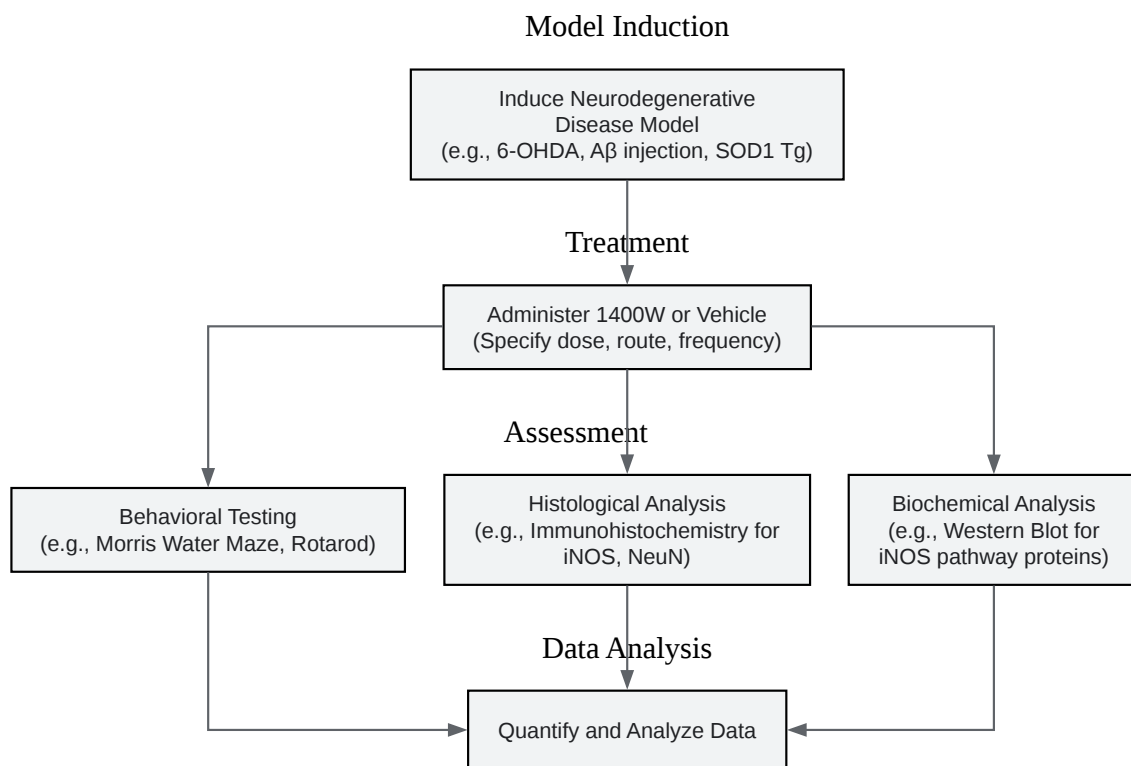 Model Induction
Induce Neurodegenerative
Disease Model
(e.g., 6-OHDA, Aβ injection, SOD1 Tg)
Treatment
Administer 1400W or Vehicle
(Specify dose, route, frequency)
Assessment
Behavioral Testing
(e.g., Morris Water Maze, Rotarod)
Histological Analysis
(e.g., Immunohistochemistry for
iNOS, NeuN)
Biochemical Analysis
(e.g., Western Blot for
iNOS pathway proteins)
Data Analysis
Quantify and Analyze Data